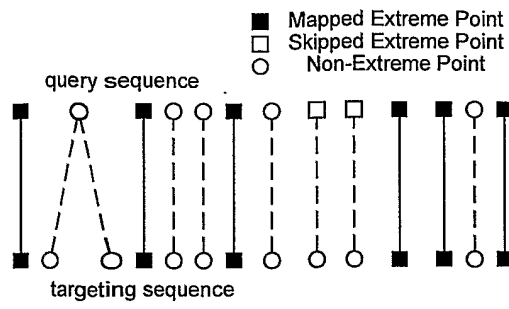 Mapped Extreme Point
Skipped Extreme Point
Non-Extreme Point
query sequence
targeting sequence